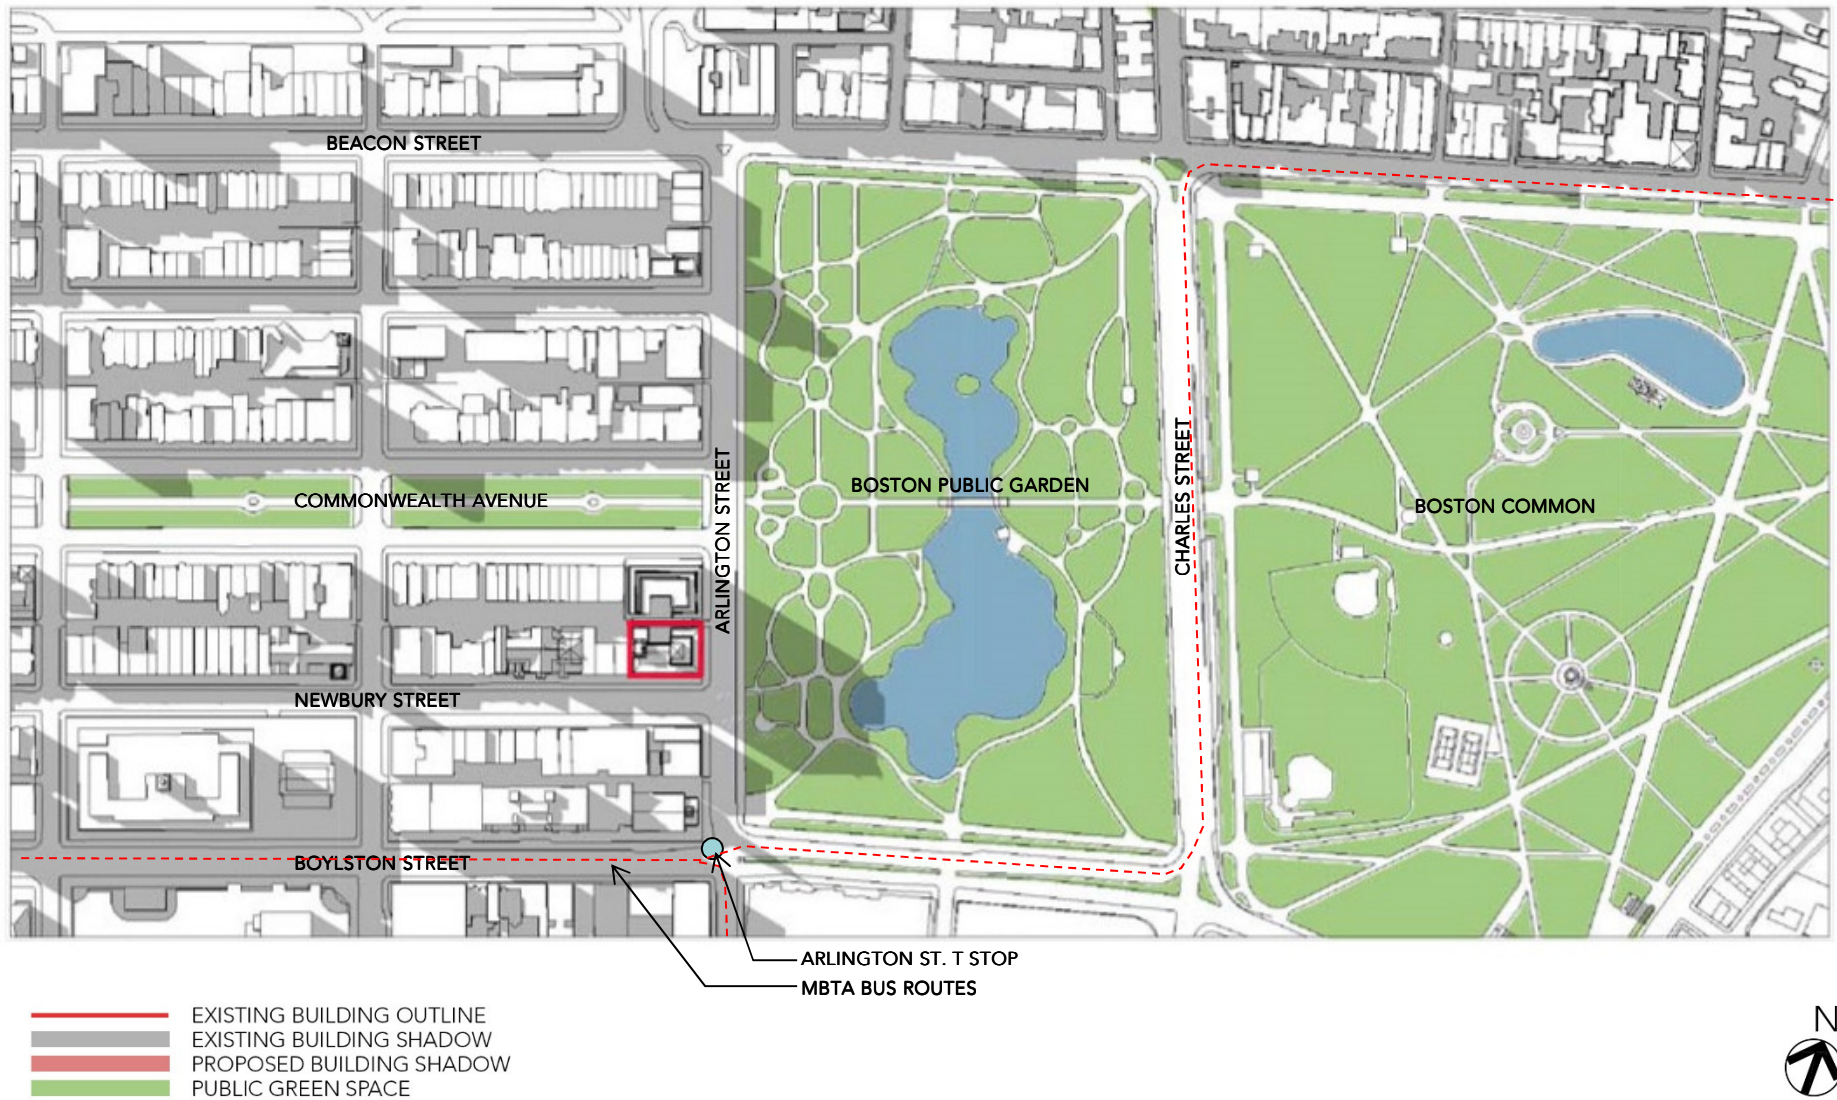 BEACON STREET
COMMONWEALTH AVENUE
ARLINGTON STREET
BOSTON PUBLIC GARDEN
CHARLES STREET
BOSTON COMMON
NEWBURY STREET
BOYLSTON STREET
ARLINGTON ST. T STOP
MBTA BUS ROUTES
EXISTING BUILDING OUTLINE
EXISTING BUILDING SHADOW
PROPOSED BUILDING SHADOW
PUBLIC GREEN SPACE
N